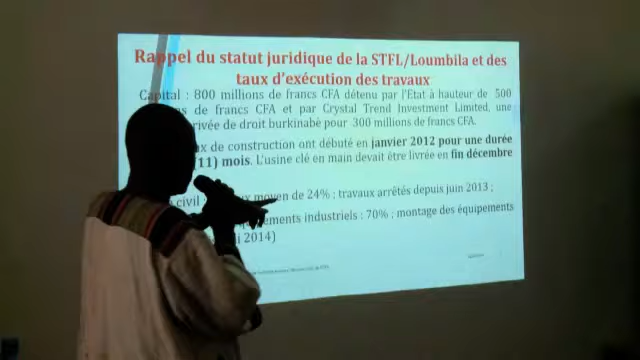 Rappel du statut juridique de la STFL/Loumbila et des
taux d'exécution des travaux
Capital : 800 millions de francs CFA détenu par l'Etat à hauteur de 500
de francs CFA et par Crystal Trend Investment Limited, une
rivée de droit burkinabé pour 300 millions de francs CFA.
x de construction ont débuté en janvier 2012 pour une durée
(11) mois. L'usine clé en main devait être livrée en fin décembre
civil : x moyen de 24% ; travaux arrêtés depuis juin 2013 ;
ements industriels : 70% ; montage des équipements
i 2014)